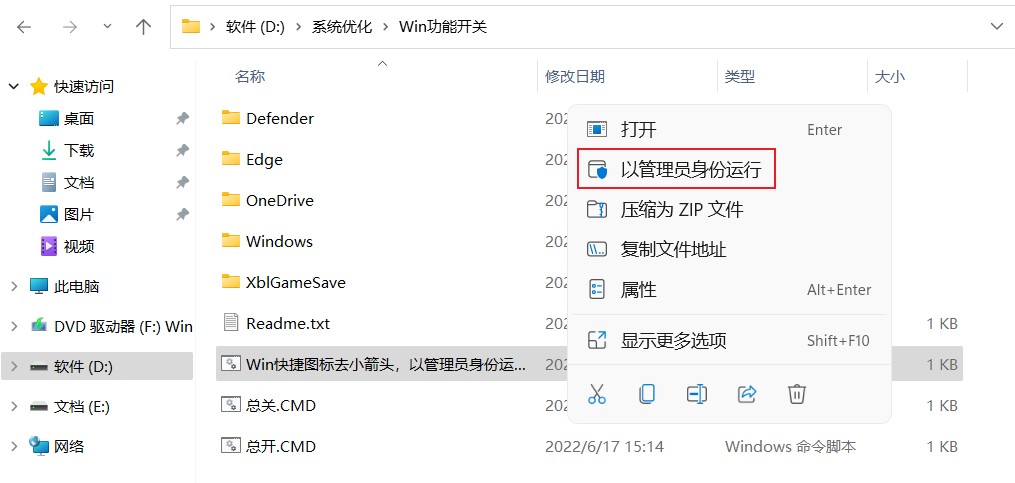 软件 (D:) › 系统优化 › Win功能开关
名称 修改日期 类型 大小
快速访问
桌面
下载
文档
图片
视频
此电脑
DVD 驱动器 (F:) Win
软件 (D:)
文档 (E:)
网络
Defender 202
Edge 202
OneDrive 202
Windows 202
XblGameSave 202
Readme.txt 202 1 KB
Win快捷图标去小箭头，以管理员身份运... 202 1 KB
总关.CMD 202 1 KB
总开.CMD 2022/6/17 15:14 Windows 命令脚本 1 KB
打开 Enter
以管理员身份运行
压缩为 ZIP 文件
复制文件地址
属性 Alt+Enter
显示更多选项 Shift+F10